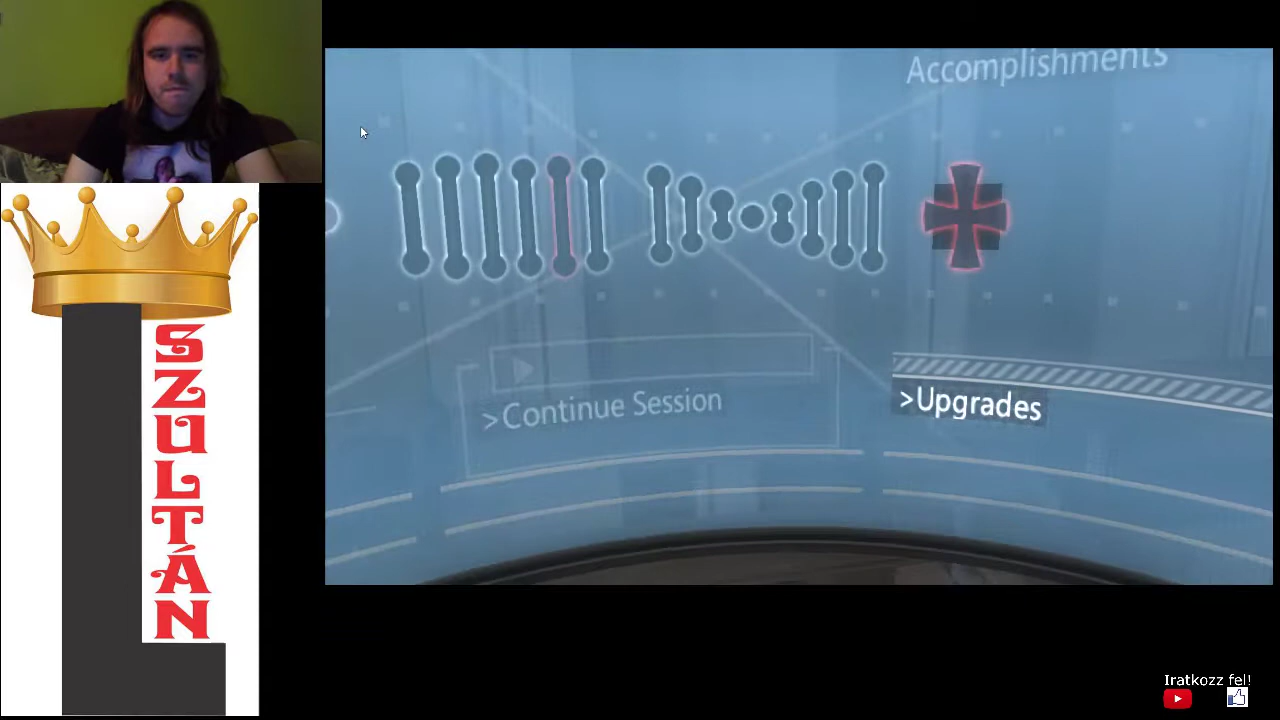 Accomplishments
>Continue Session
>Upgrades
L
SZULTÁN
Iratkozz fel!